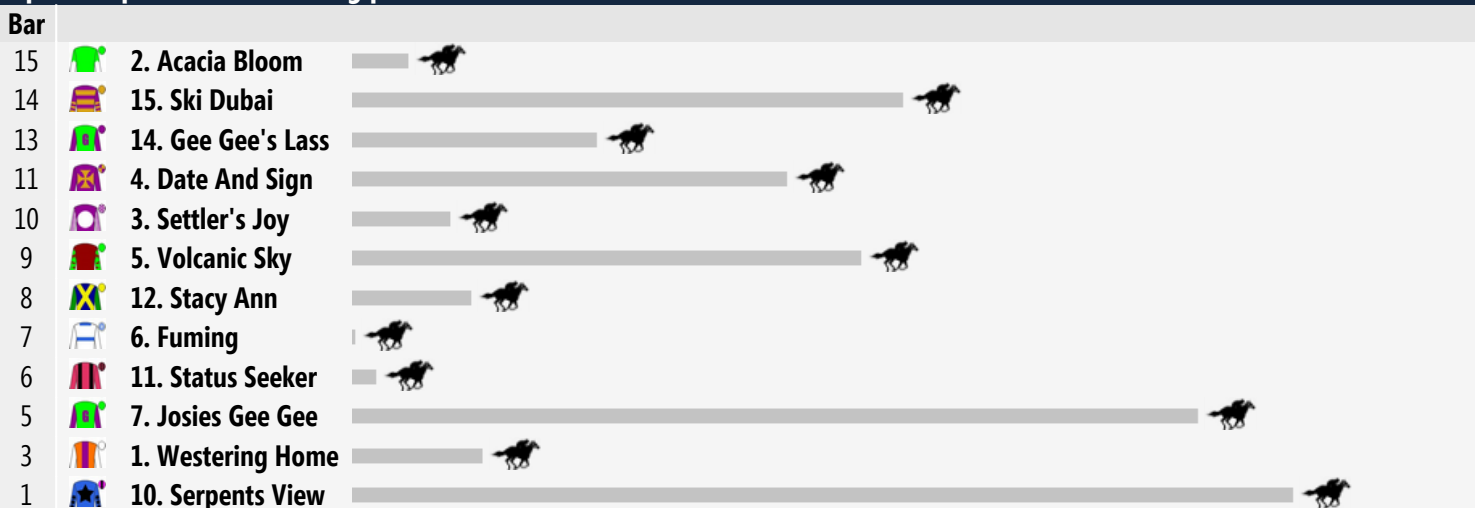 Bar
15 2. Acacia Bloom
14 15. Ski Dubai
13 G 14. Gee Gee's Lass
11 4. Date And Sign
10 3. Settler's Joy
9 5. Volcanic Sky
8 12. Stacy Ann
7 6. Fuming
6 11. Status Seeker
5 G 7. Josies Gee Gee
3 1. Westering Home
1 10. Serpents View